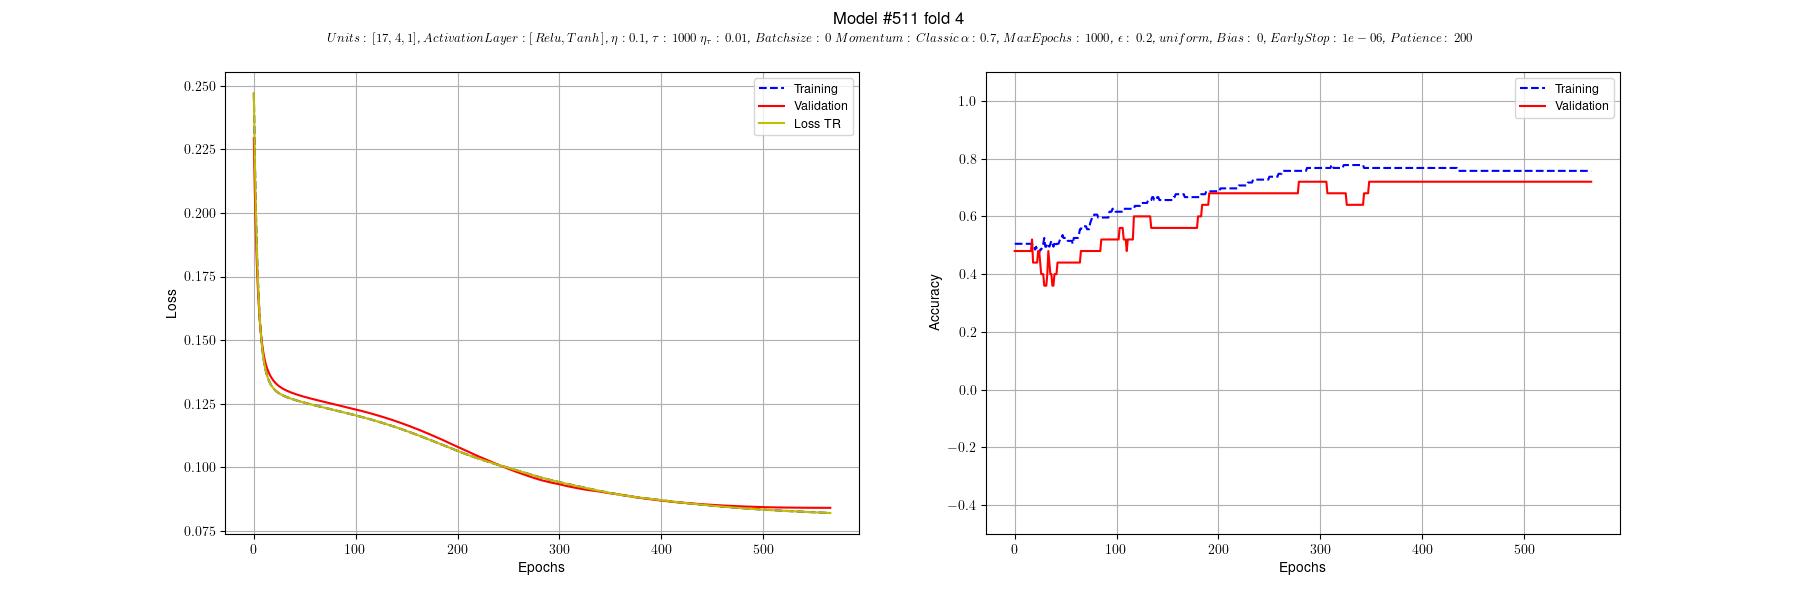 Model #511 fold 4
Units : [17, 4, 1], ActivationLayer : [Relu, Tanh], η : 0.1, τ : 1000 ητ : 0.01, Batchsize : 0 Momentum : Classic α : 0.7, MaxEpochs : 1000, ϵ : 0.2, uniform, Bias : 0, EarlyStop : 1e − 06, Patience : 200
0.250
0.225
0.200
0.175
0.150
0.125
0.100
0.075
Loss
0 100 200 300 400 500
Epochs
Training
Validation
Loss TR
1.0
0.8
0.6
0.4
0.2
0.0
−0.2
−0.4
Accuracy
0 100 200 300 400 500
Epochs
Training
Validation